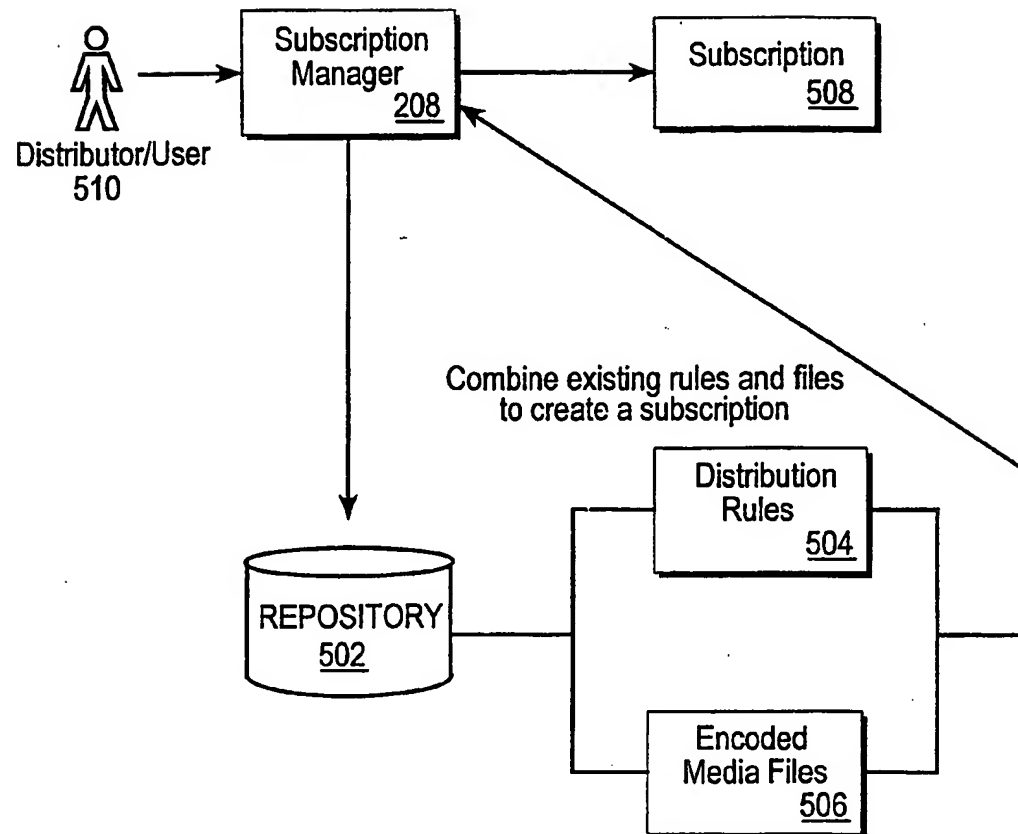 Subscription
Manager
208
Subscription
508
Distributor/User
510
Combine existing rules and files
to create a subscription
Distribution
Rules
504
REPOSITORY
502
Encoded
Media Files
506